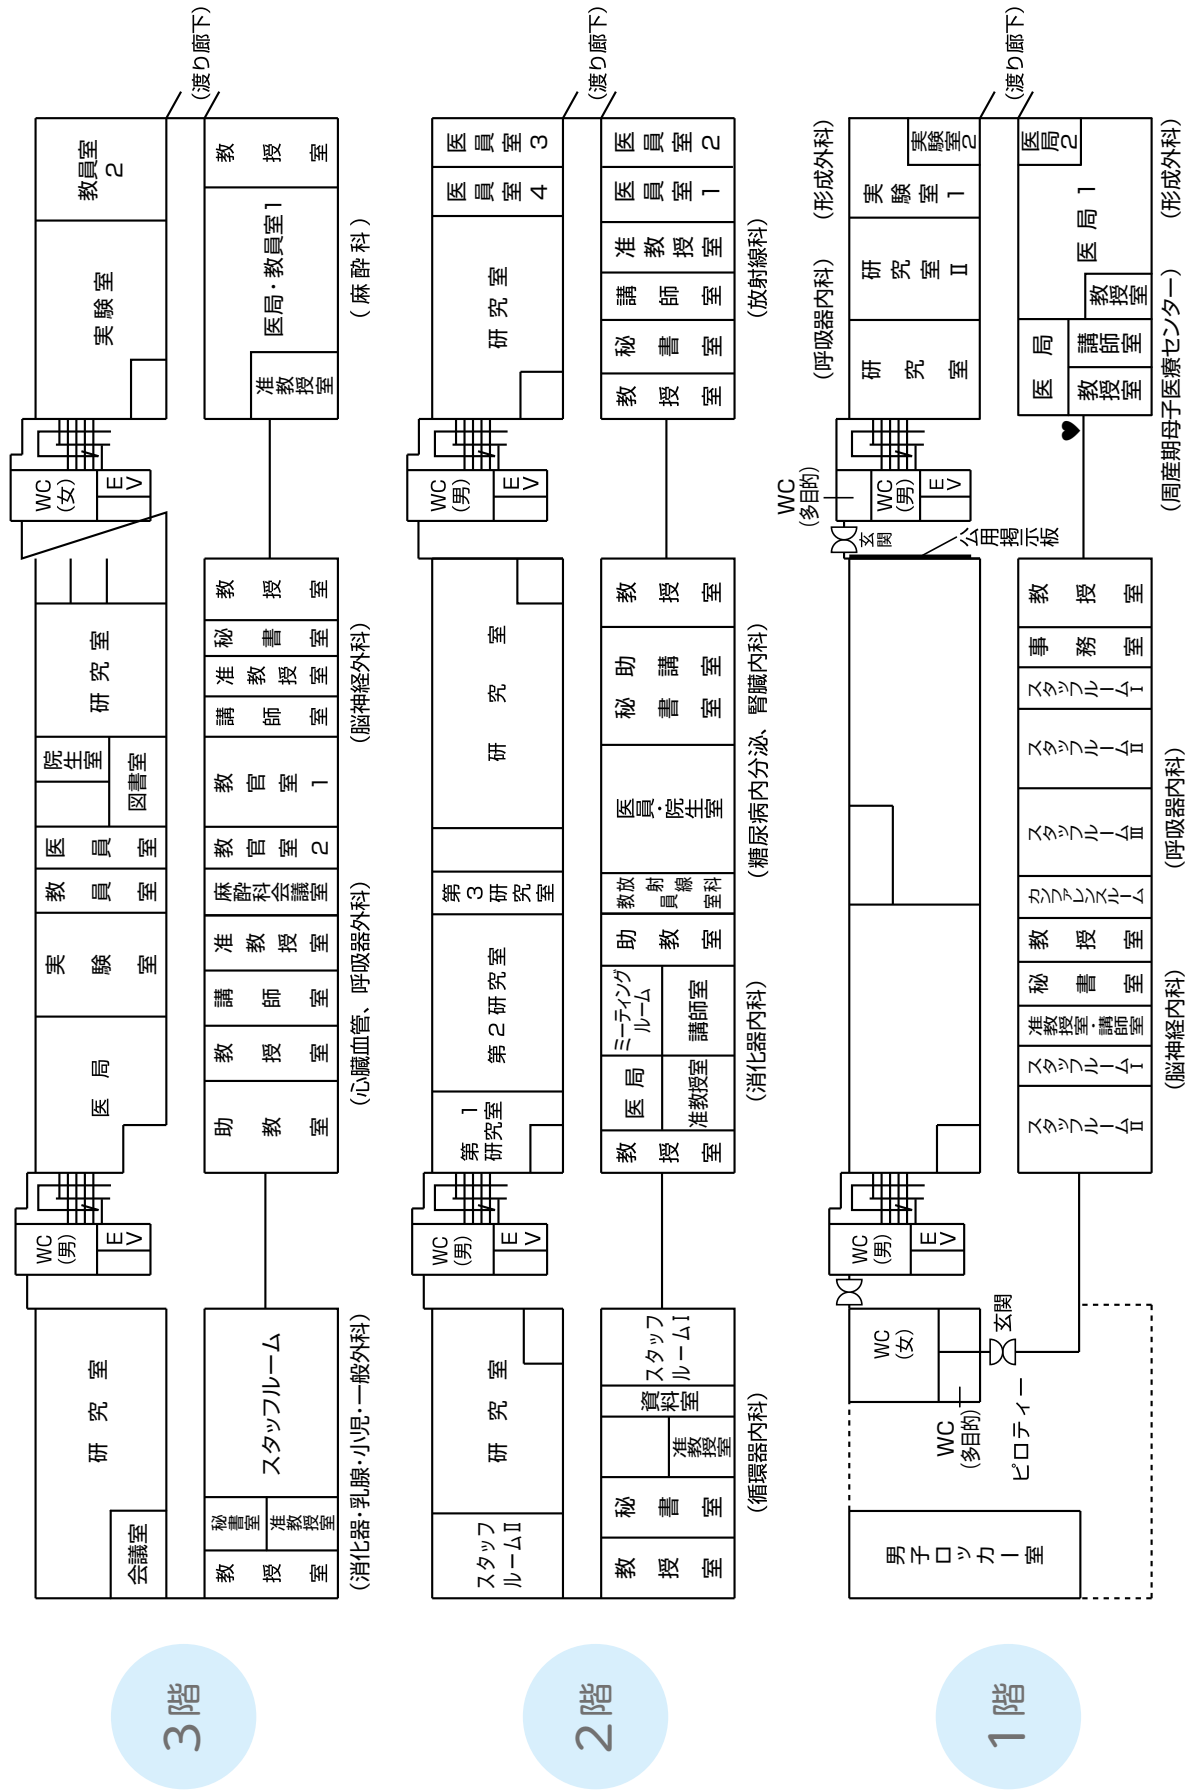 3階
教授室
秘書室
准教授室
スタッフルーム
(消化器・乳腺・小児・一般外科)
会議室
研究室
WC
(男)
EV
助教室
教授室
講師室
准教授室
麻酔科会議室
(心臓血管、呼吸器外科)
教官室2
教官室1
講師室
准教授室
秘書室
教授室
(脳神経外科)
医局
実験室
教員室
医員室
図書室
院生室
研究室
WC
(女)
EV
准教授室
医局・教員室1
教授室
(麻酔科)
実験室
教員室
2
(渡り廊下)
2階
スタッフ
ルームⅡ
研究室
教授室
秘書室
准教授室
資料室
スタッフ
ルームⅠ
(循環器内科)
WC
(男)
EV
第1
研究室
第2研究室
第3研究室
研究室
教授室
医局
准教授室
ミーティング
ルーム
講師室
助教室
(消化器内科)
放射線科
教員室
医員・院生室
助講室
秘書室
教授室
(糖尿病内分泌、腎臓内科)
WC
(男)
EV
研究室
医員室4
医員室3
教授室
秘書室
講師室
准教授室
医員室1
医員室2
(放射線科)
(渡り廊下)
1階
男子ロッカー室
WC
(女)
WC
(多目的)
ピロティー
玄関
WC
(男)
EV
スタッフルームⅡ
スタッフルームⅠ
准教授室・講師室
秘書室
教授室
(脳神経内科)
カンファレンスルーム
スタッフルームⅢ
スタッフルームⅡ
スタッフルームⅠ
事務室
教授室
(呼吸器内科)
公用掲示板
玄関
WC
(多目的)
WC
(男)
EV
研究室
研究室Ⅱ
(呼吸器内科)
実験室1
実験室2
(形成外科)
♥
教授室
講師室
医局
(周産期母子医療センター)
教授室
医局1
医局2
(形成外科)
(渡り廊下)